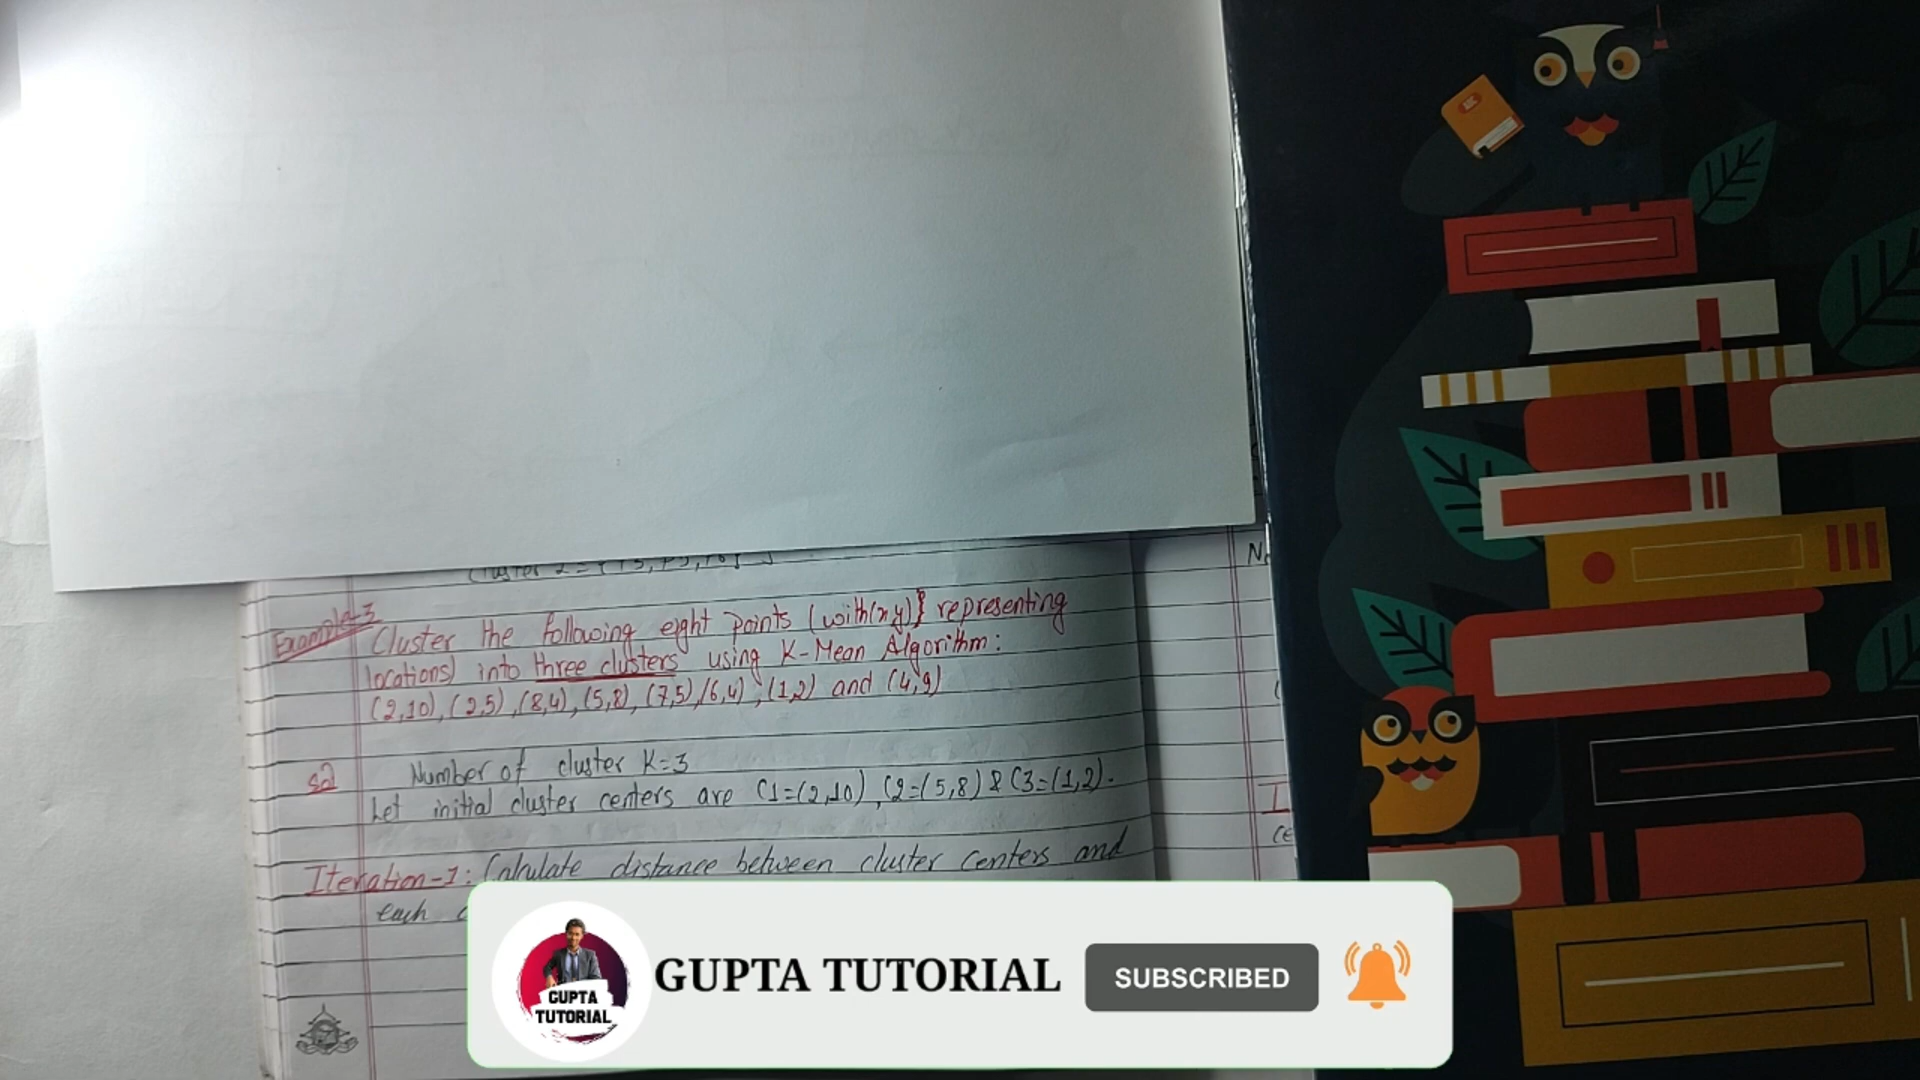 Example-3
Cluster the following eight points (with(x,y)} representing
locations) into three clusters using K-Mean Algorithm:
(2,10), (2,5), (8,4), (5,8), (7,5) (6,4), (1,2) and (4,9)
Number of cluster K=3
Let initial cluster centers are C1=(2,10), C2=(5,8) & C3=(1,2).
Iteration-1: Calculate distance between cluster centers and
each
GUPTA TUTORIAL
GUPTA TUTORIAL
SUBSCRIBED